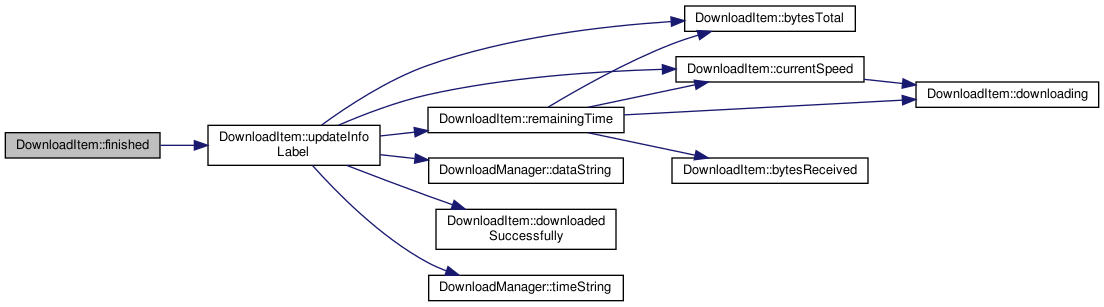 DownloadItem::finished
DownloadItem::updateInfo
Label
DownloadItem::bytesTotal
DownloadItem::currentSpeed
DownloadItem::downloading
DownloadItem::remainingTime
DownloadItem::bytesReceived
DownloadManager::dataString
DownloadItem::downloaded
Successfully
DownloadManager::timeString